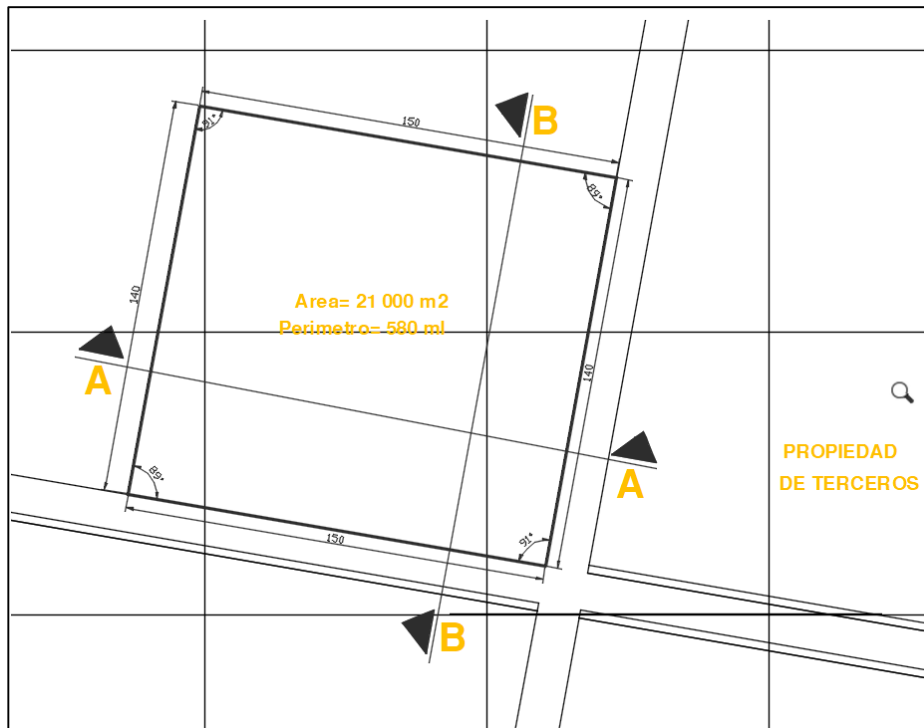 150
B
91°
89°
140
Area= 21 000 m2
Perimetro= 580 ml
A
140
PROPIEDAD
DE TERCEROS
A
89°
150
91°
B